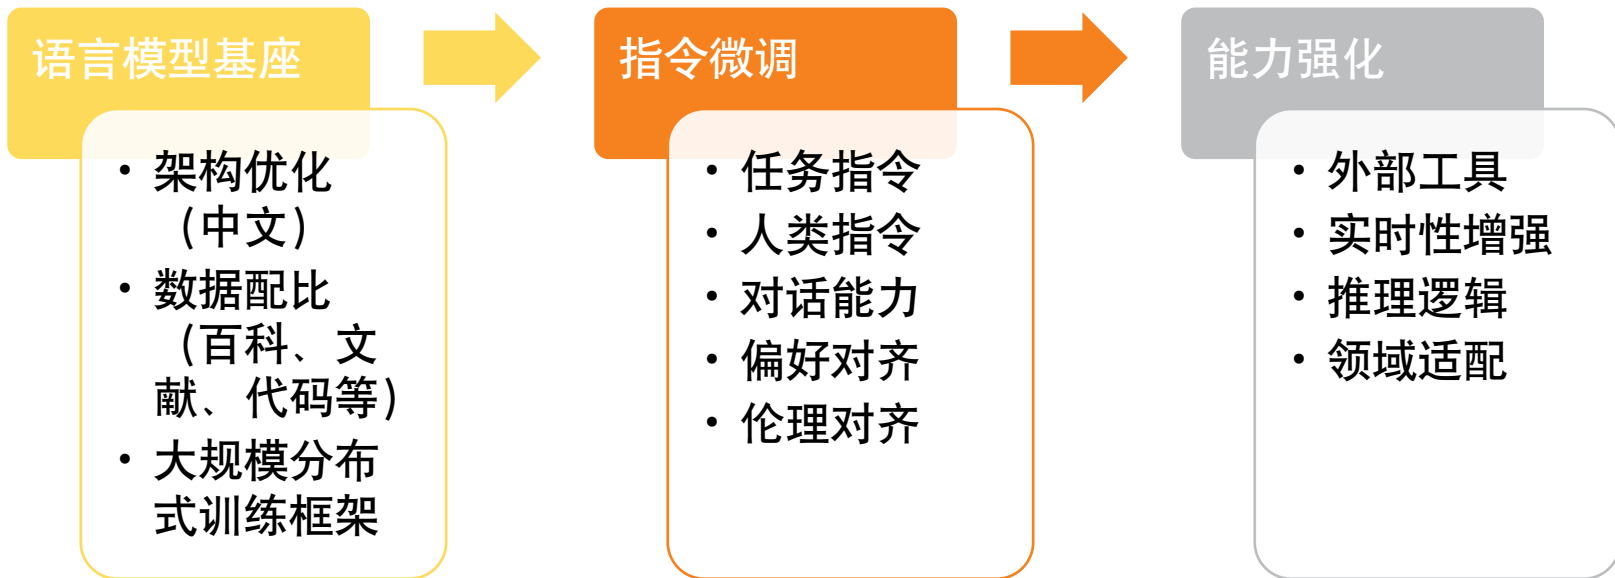 语言模型基座
• 架构优化
（中文）
• 数据配比
（百科、文
献、代码等）
• 大规模分布
式训练框架
指令微调
• 任务指令
• 人类指令
• 对话能力
• 偏好对齐
• 伦理对齐
能力强化
• 外部工具
• 实时性增强
• 推理逻辑
• 领域适配